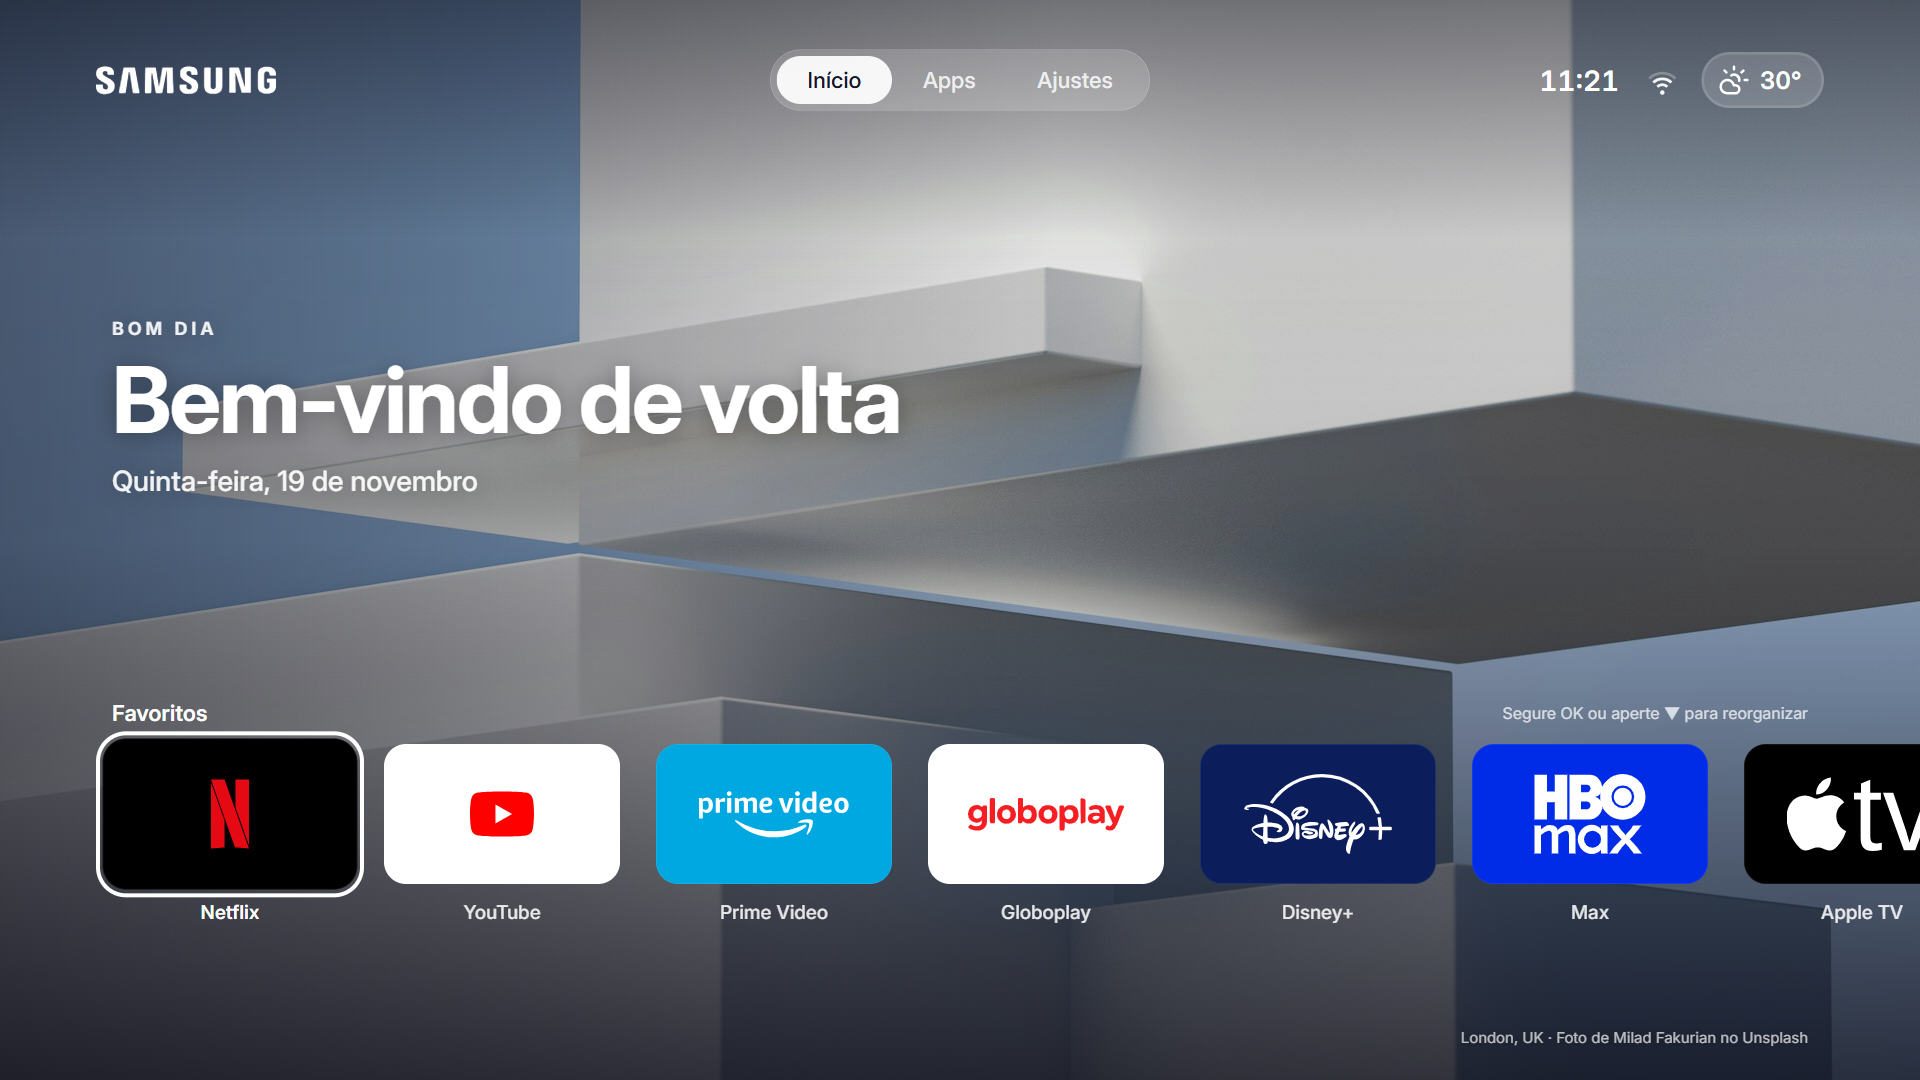 SAMSUNG
Início
Apps
Ajustes
11:21
30°
BOM DIA
Bem-vindo de volta
Quinta-feira, 19 de novembro
Favoritos
Segure OK ou aperte ▼ para reorganizar
N
prime video
globoplay
Disney+
HBO
max
tv
Netflix
YouTube
Prime Video
Globoplay
Disney+
Max
Apple TV
London, UK · Foto de Milad Fakurian no Unsplash